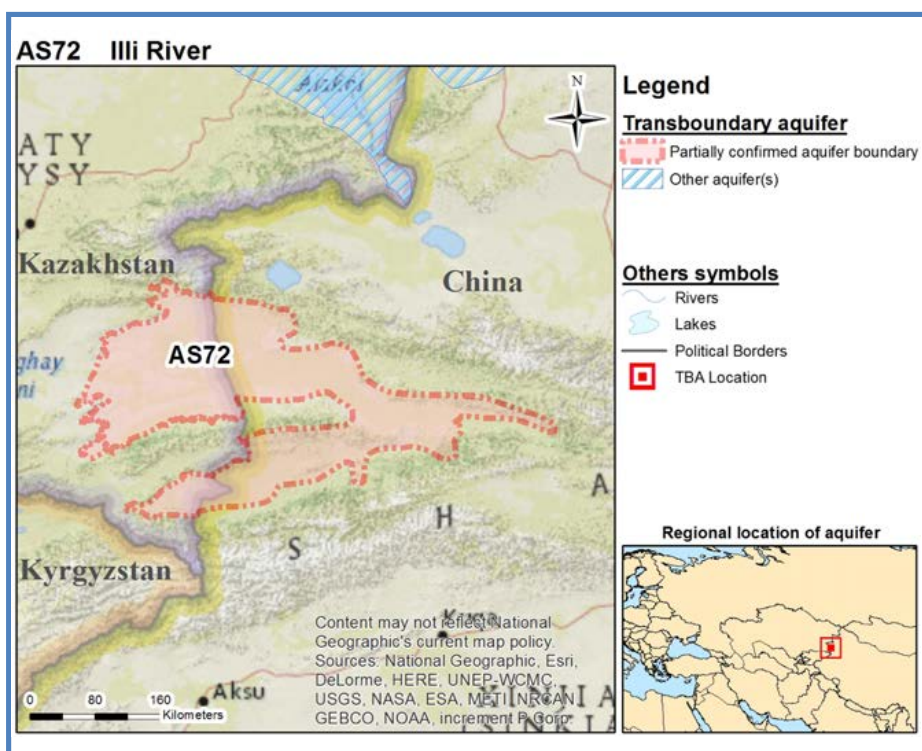 AS72 Illi River
N
ATY
YSY
Kazakhstan
China
AS72
ghay
ni
A
H
S
Kyrgyzstan
Aksu
0 80 160
Kilometers
Content may not reflect National
Geographic's current map policy.
Sources: National Geographic, Esri,
DeLorme, HERE, UNEP-WCMC,
USGS, NASA, ESA, METI, NRCAN,
GEBCO, NOAA, increment P Corp.
Legend
Transboundary aquifer
Partially confirmed aquifer boundary
Other aquifer(s)
Others symbols
Rivers
Lakes
Political Borders
TBA Location
Regional location of aquifer